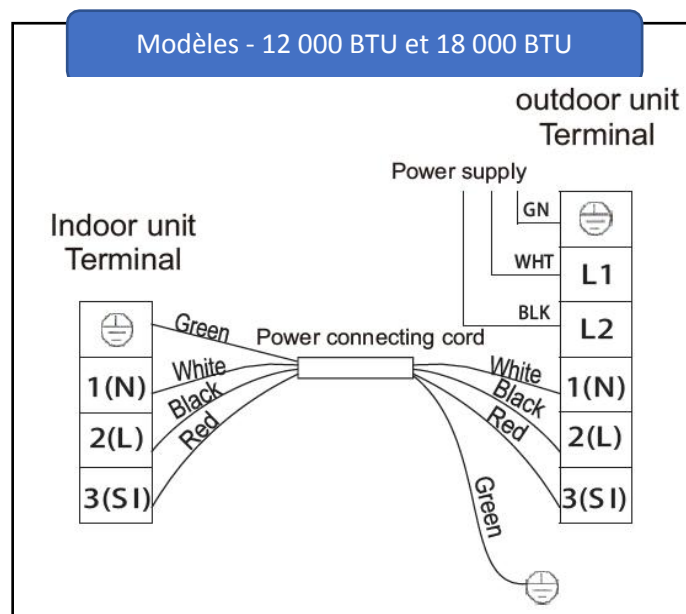 Modèles - 12 000 BTU et 18 000 BTU
outdoor unit
Terminal
Power supply
GN
WHT
L1
BLK
L2
Indoor unit
Terminal
Green
Power connecting cord
White
1(N)
Black
2(L)
Red
3(SI)
White
1(N)
Black
2(L)
Red
3(SI)
Green